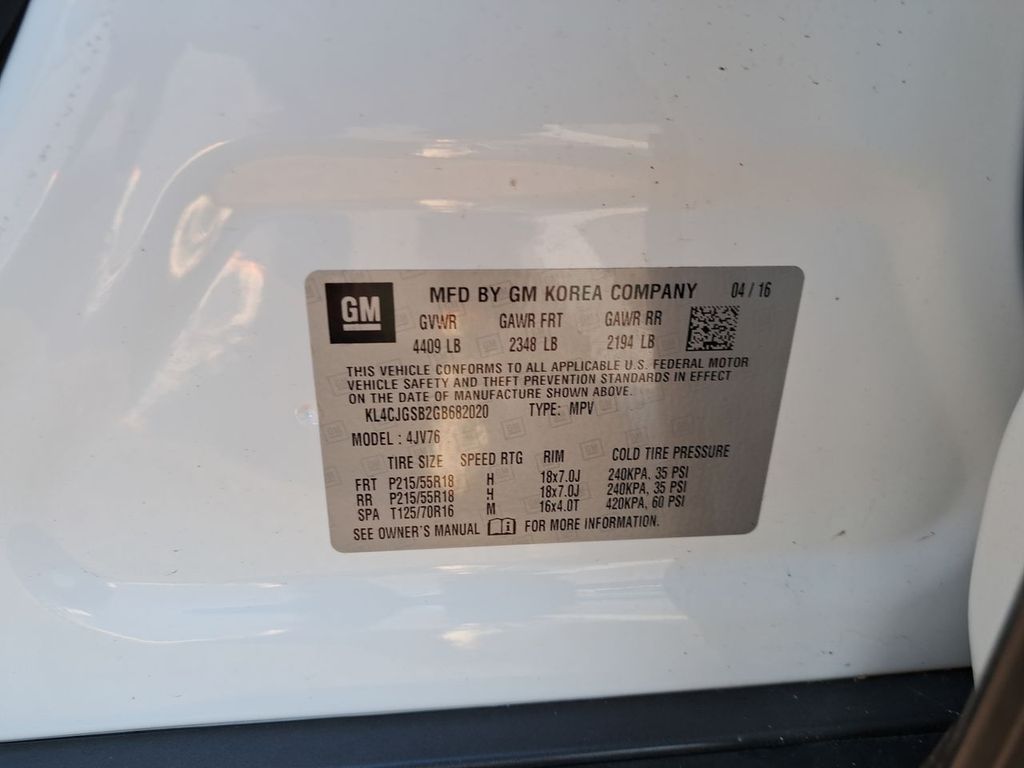 GM
MFD BY GM KOREA COMPANY 04 / 16
GVWR GAWR FRT GAWR RR
4409 LB 2348 LB 2194 LB
THIS VEHICLE CONFORMS TO ALL APPLICABLE U.S. FEDERAL MOTOR
VEHICLE SAFETY AND THEFT PREVENTION STANDARDS IN EFFECT
ON THE DATE OF MANUFACTURE SHOWN ABOVE.
KL4CJGSB2GB682020 TYPE: MPV
MODEL : 4JV76
TIRE SIZE SPEED RTG RIM COLD TIRE PRESSURE
FRT P215/55R18 H 18x7.0J 240KPA, 35 PSI
RR P215/55R18 H 18x7.0J 240KPA, 35 PSI
SPA T125/70R16 M 16x4.0T 420KPA, 60 PSI
SEE OWNER'S MANUAL FOR MORE INFORMATION.